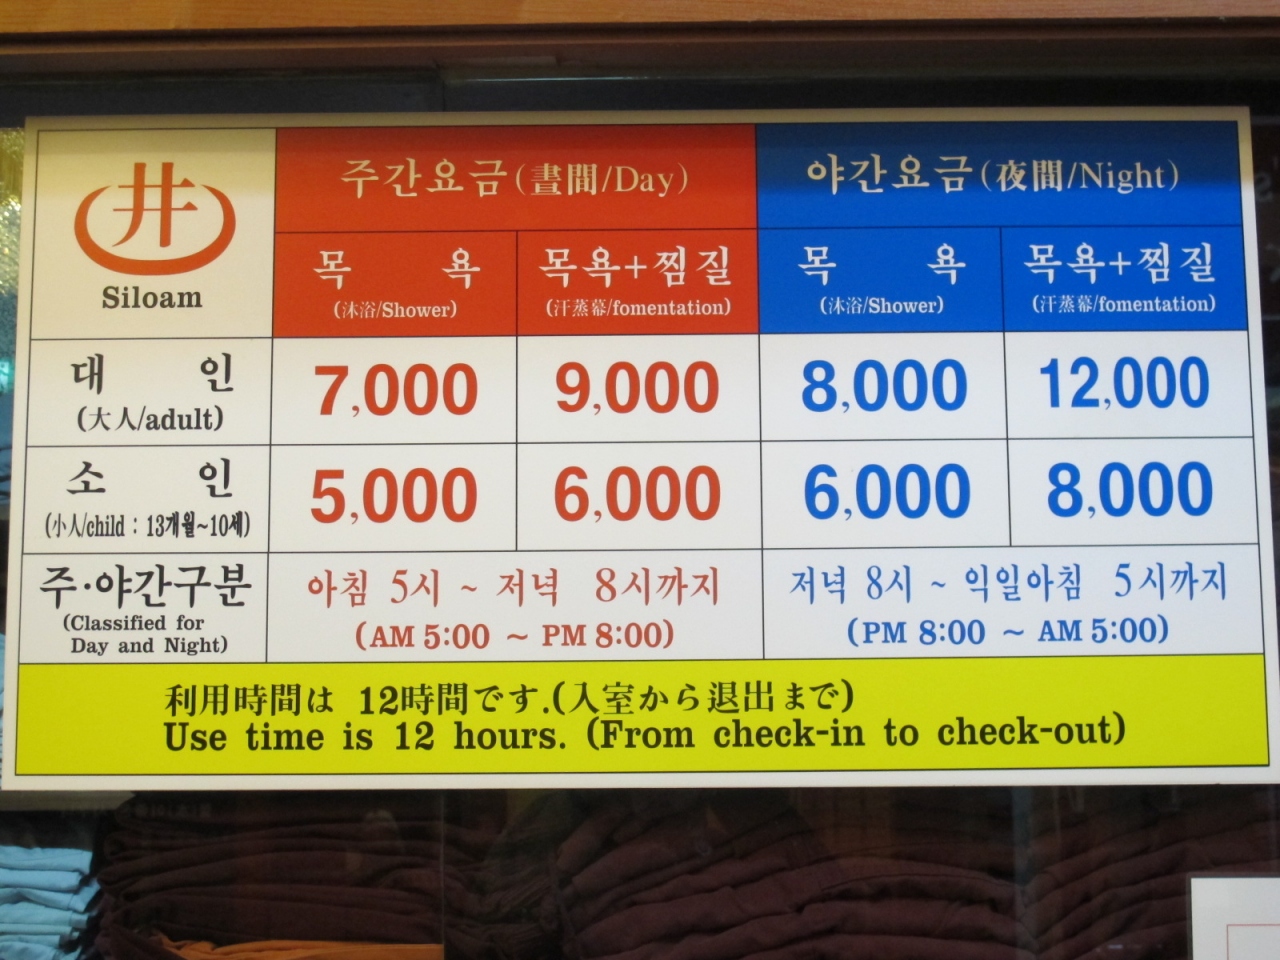 井
Siloam
주간요금(晝間/Day)
야간요금(夜間/Night)
목 욕
(沐浴/Shower)
목욕+찜질
(汗蒸幕/fomentation)
목 욕
(沐浴/Shower)
목욕+찜질
(汗蒸幕/fomentation)
대 인
(大人/adult)
7,000
9,000
8,000
12,000
소 인
(小人/child : 13개월~10세)
5,000
6,000
6,000
8,000
주·야간구분
(Classified for
Day and Night)
아침 5시 ~ 저녁 8시까지
(AM 5:00 ~ PM 8:00)
저녁 8시 ~ 익일아침 5시까지
(PM 8:00 ~ AM 5:00)
利用時間は 12時間です.(入室から退出まで)
Use time is 12 hours. (From check-in to check-out)